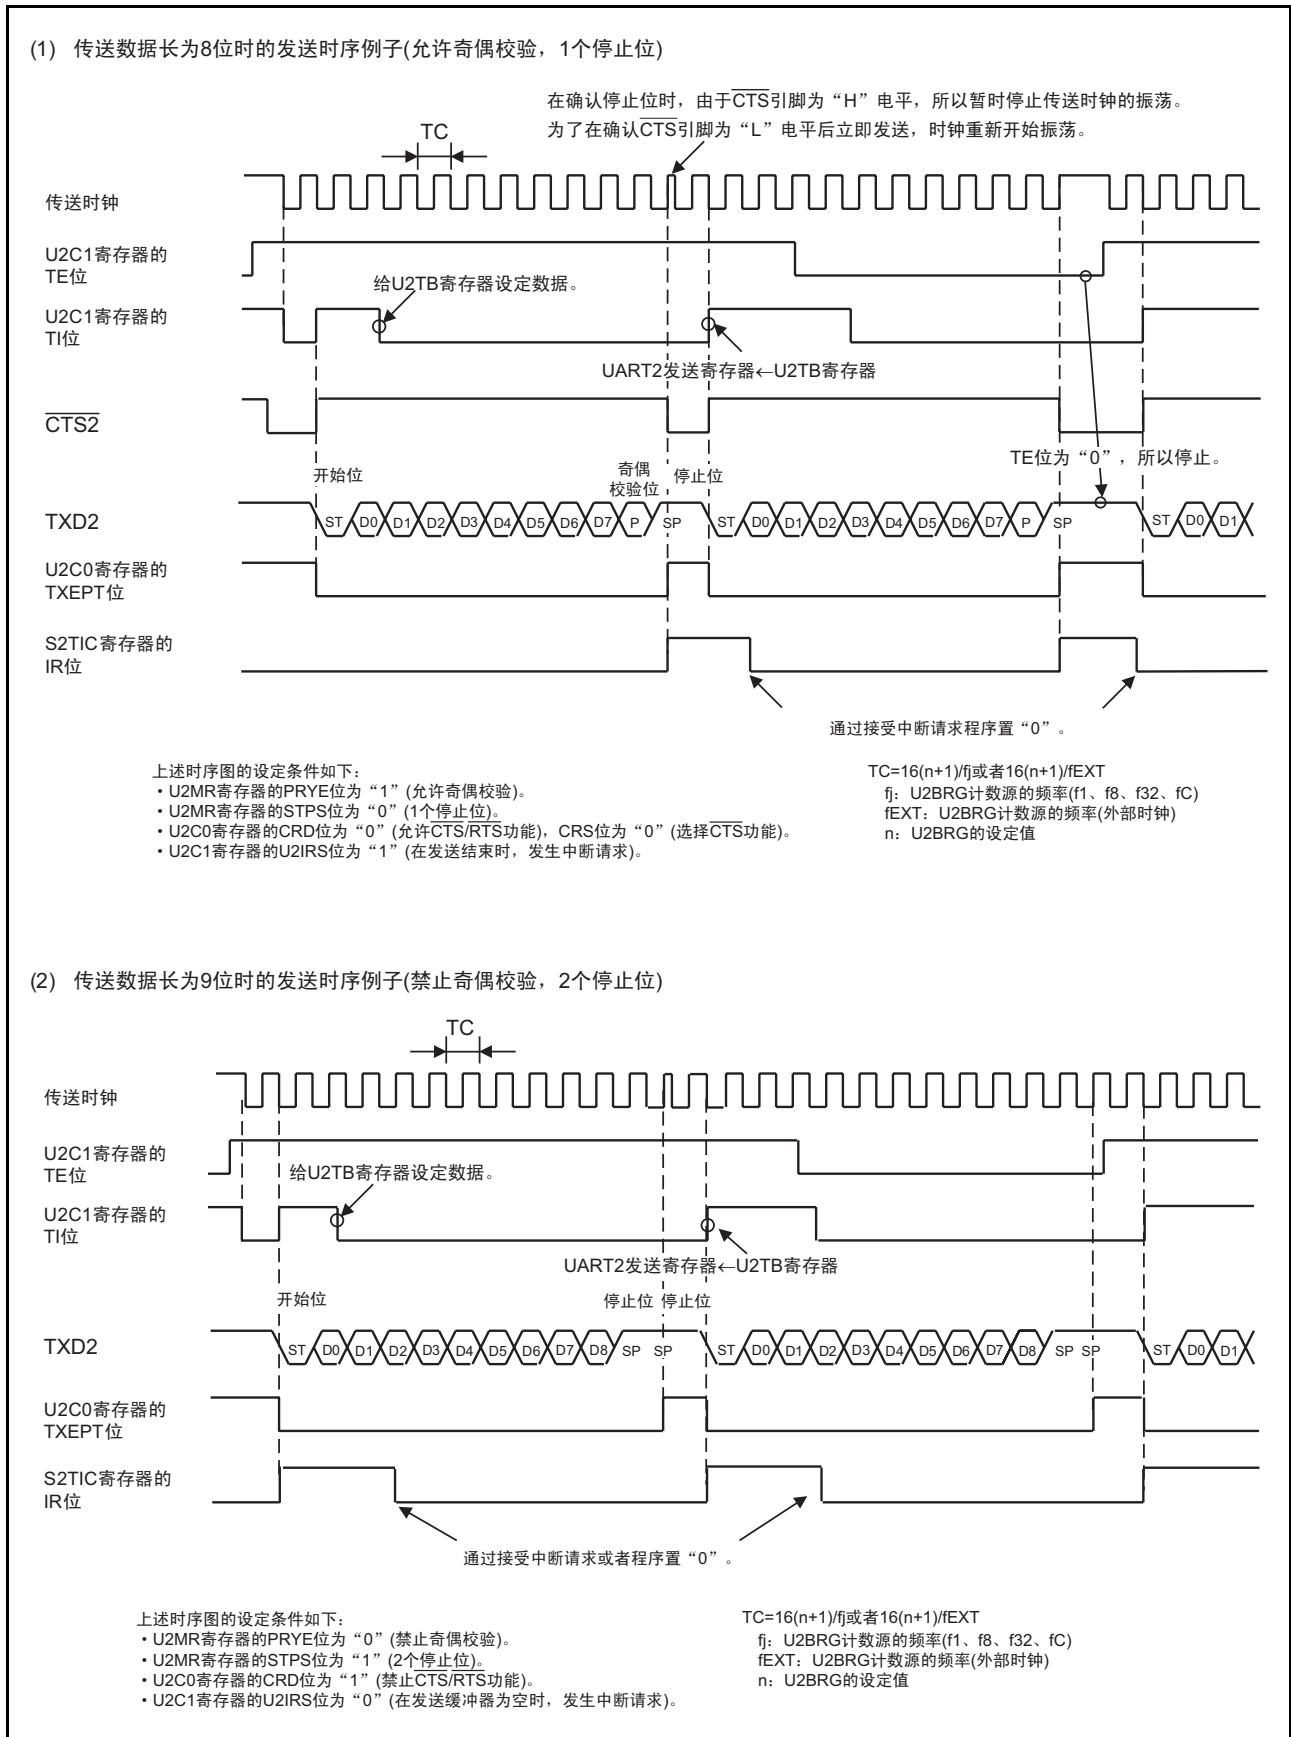 (1) 传送数据长为8位时的发送时序例子(允许奇偶校验，1个停止位)
在确认停止位时，由于CTS引脚为“H”电平，所以暂时停止传送时钟的振荡。
为了在确认CTS引脚为“L”电平后立即发送，时钟重新开始振荡。
TC
传送时钟
U2C1寄存器的
TE位
给U2TB寄存器设定数据。
U2C1寄存器的
TI位
UART2发送寄存器←U2TB寄存器
CTS2
TE位为“0”，所以停止。
开始位
奇偶
校验位
停止位
TXD2
ST D0 D1 D2 D3 D4 D5 D6 D7 P SP ST D0 D1 D2 D3 D4 D5 D6 D7 P SP ST D0 D1
U2C0寄存器的
TXEPT位
S2TIC寄存器的
IR位
通过接受中断请求程序置“0”。
上述时序图的设定条件如下：
・U2MR寄存器的PRYE位为“1”(允许奇偶校验)。
・U2MR寄存器的STPS位为“0”(1个停止位)。
・U2C0寄存器的CRD位为“0”(允许CTS/RTS功能)，CRS位为“0”(选择CTS功能)。
・U2C1寄存器的U2IRS位为“1”(在发送结束时，发生中断请求)。
TC=16(n+1)/fj或者16(n+1)/fEXT
fj：U2BRG计数源的频率(f1、f8、f32、fC)
fEXT：U2BRG计数源的频率(外部时钟)
n：U2BRG的设定值
(2) 传送数据长为9位时的发送时序例子(禁止奇偶校验，2个停止位)
TC
传送时钟
U2C1寄存器的
TE位
给U2TB寄存器设定数据。
U2C1寄存器的
TI位
UART2发送寄存器←U2TB寄存器
开始位
停止位 停止位
TXD2
ST D0 D1 D2 D3 D4 D5 D6 D7 D8 SP SP ST D0 D1 D2 D3 D4 D5 D6 D7 D8 SP SP ST D0 D1
U2C0寄存器的
TXEPT位
S2TIC寄存器的
IR位
通过接受中断请求或者程序置“0”。
上述时序图的设定条件如下：
・U2MR寄存器的PRYE位为“0”(禁止奇偶校验)。
・U2MR寄存器的STPS位为“1”(2个停止位)。
・U2C0寄存器的CRD位为“1”(禁止CTS/RTS功能)。
・U2C1寄存器的U2IRS位为“0”(在发送缓冲器为空时，发生中断请求)。
TC=16(n+1)/fj或者16(n+1)/fEXT
fj：U2BRG计数源的频率(f1、f8、f32、fC)
fEXT：U2BRG计数源的频率(外部时钟)
n：U2BRG的设定值